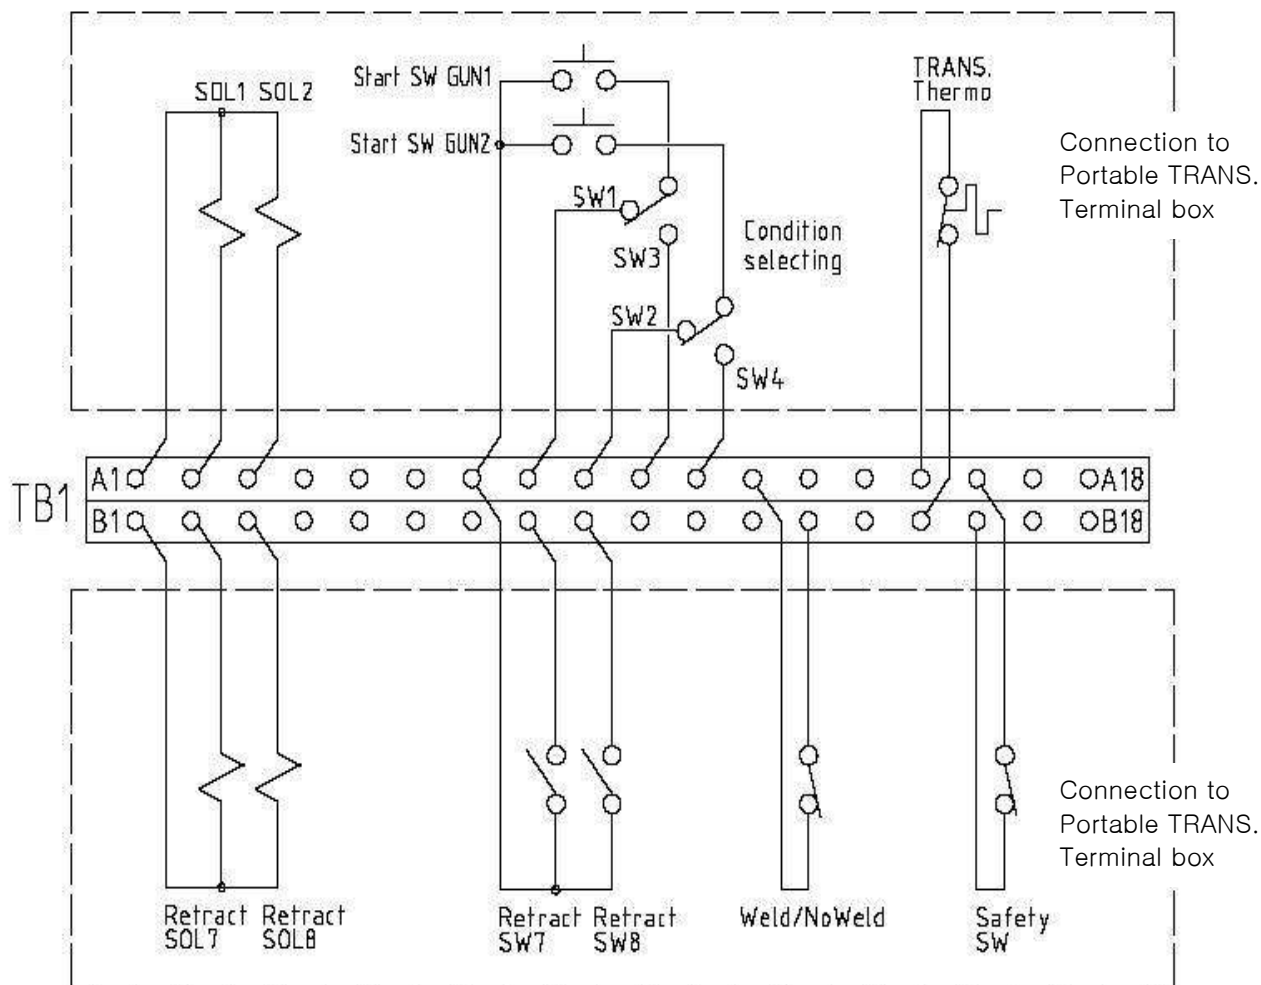 SOL1 SOL2
Start SW GUN1
Start SW GUN2
SW1
SW3
Condition
selecting
SW2
SW4
TRANS.
Thermo
Connection to
Portable TRANS.
Terminal box
TB1
A1
A18
B1
B18
Retract
SOL7
Retract
SOL8
Retract
SW7
Retract
SW8
Weld/NoWeld
Safety
SW
Connection to
Portable TRANS.
Terminal box